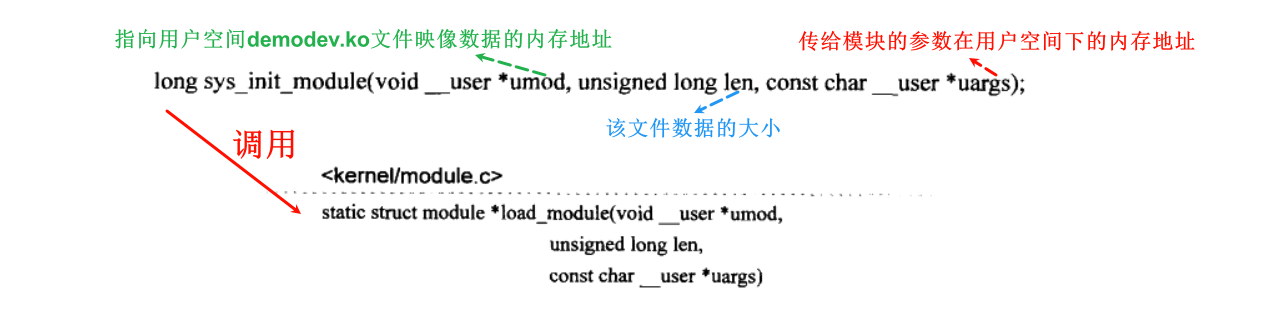 指向用户空间demodev.ko文件映像数据的内存地址
传给模块的参数在用户空间下的内存地址
long sys_init_module(void __user *umod, unsigned long len, const char __user *uargs);
该文件数据的大小
调用
<kernel/module.c>
static struct module *load_module(void __user *umod,
unsigned long len,
const char __user *uargs)